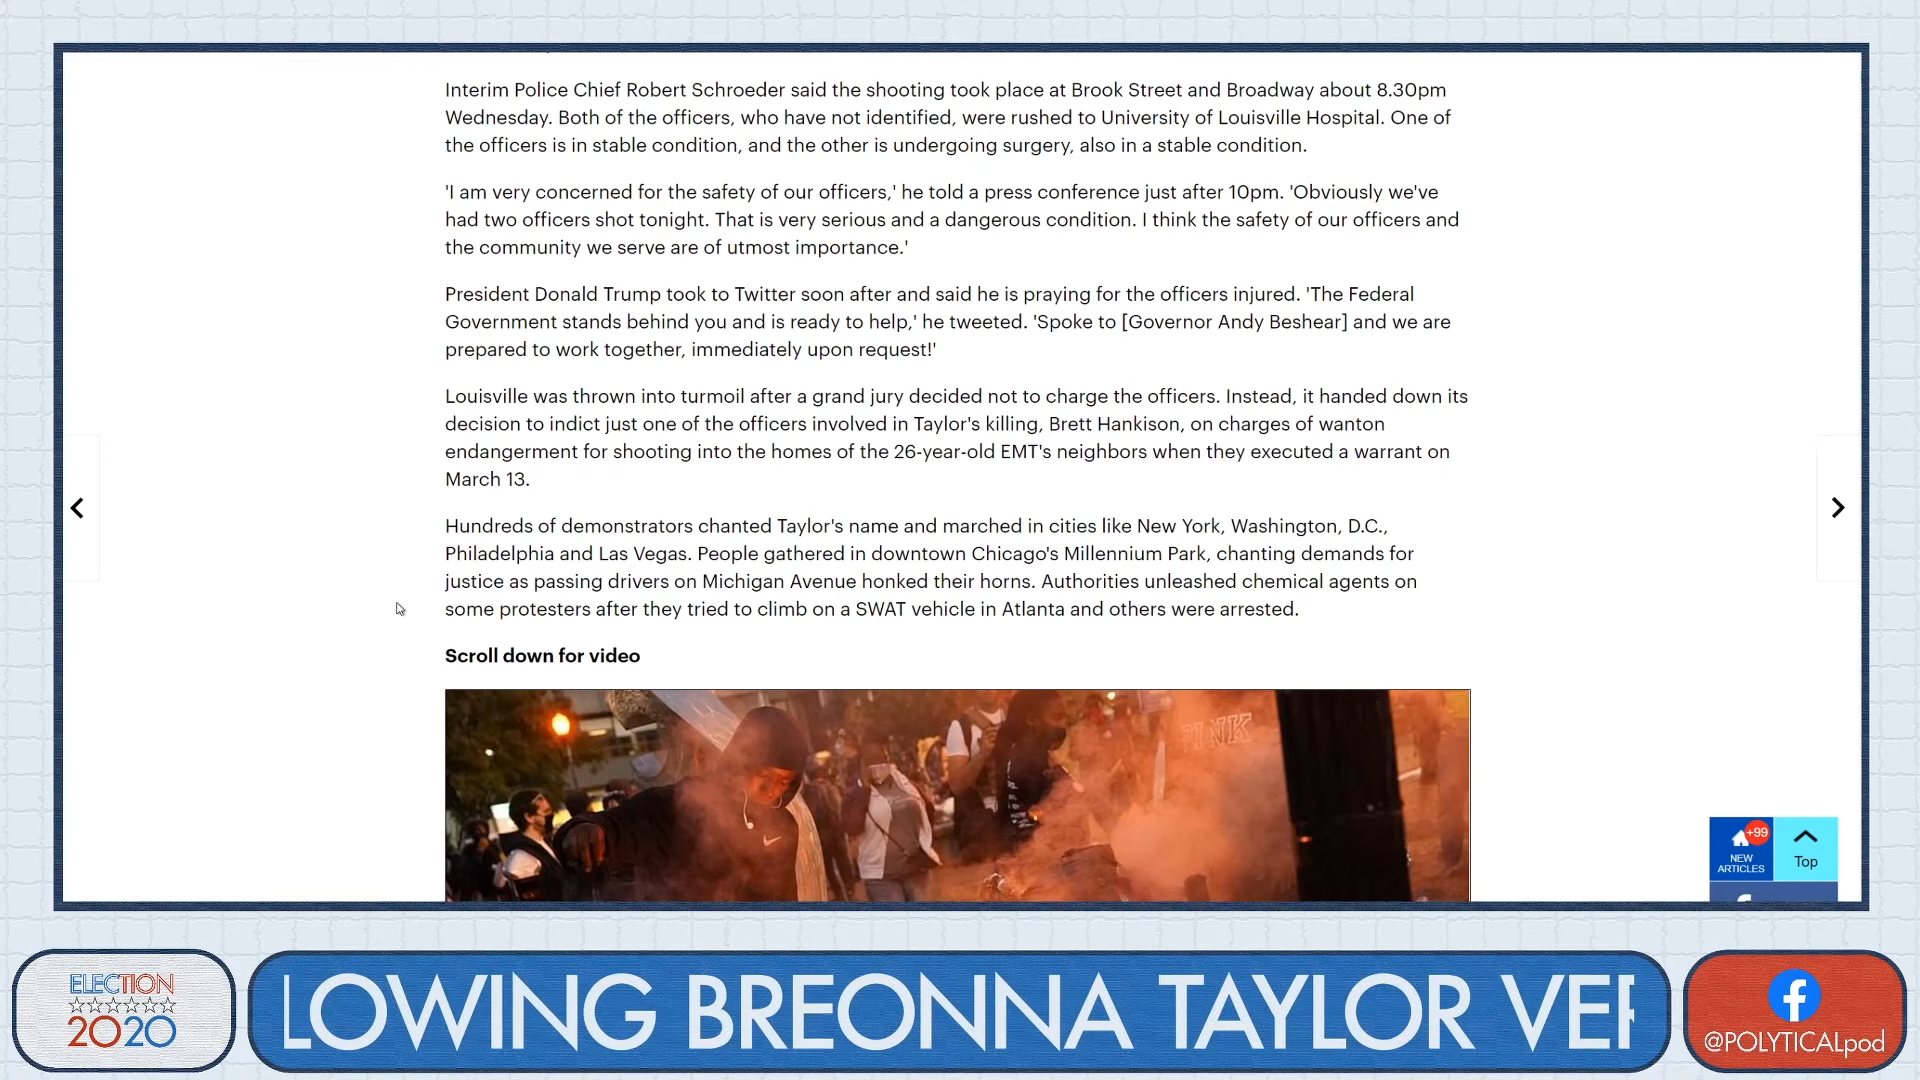 Interim Police Chief Robert Schroeder said the shooting took place at Brook Street and Broadway about 8.30pm
Wednesday. Both of the officers, who have not identified, were rushed to University of Louisville Hospital. One of
the officers is in stable condition, and the other is undergoing surgery, also in a stable condition.
'I am very concerned for the safety of our officers,' he told a press conference just after 10pm. 'Obviously we've
had two officers shot tonight. That is very serious and a dangerous condition. I think the safety of our officers and
the community we serve are of utmost importance.'
President Donald Trump took to Twitter soon after and said he is praying for the officers injured. 'The Federal
Government stands behind you and is ready to help,' he tweeted. 'Spoke to [Governor Andy Beshear] and we are
prepared to work together, immediately upon request!'
Louisville was thrown into turmoil after a grand jury decided not to charge the officers. Instead, it handed down its
decision to indict just one of the officers involved in Taylor's killing, Brett Hankison, on charges of wanton
endangerment for shooting into the homes of the 26-year-old EMT's neighbors when they executed a warrant on
March 13.
Hundreds of demonstrators chanted Taylor's name and marched in cities like New York, Washington, D.C.,
Philadelphia and Las Vegas. People gathered in downtown Chicago's Millennium Park, chanting demands for
justice as passing drivers on Michigan Avenue honked their horns. Authorities unleashed chemical agents on
some protesters after they tried to climb on a SWAT vehicle in Atlanta and others were arrested.
Scroll down for video
PINK
+99
NEW
ARTICLES
Top
ELECTION
2020
LOWING BREONNA TAYLOR VER
@POLYTICALpod